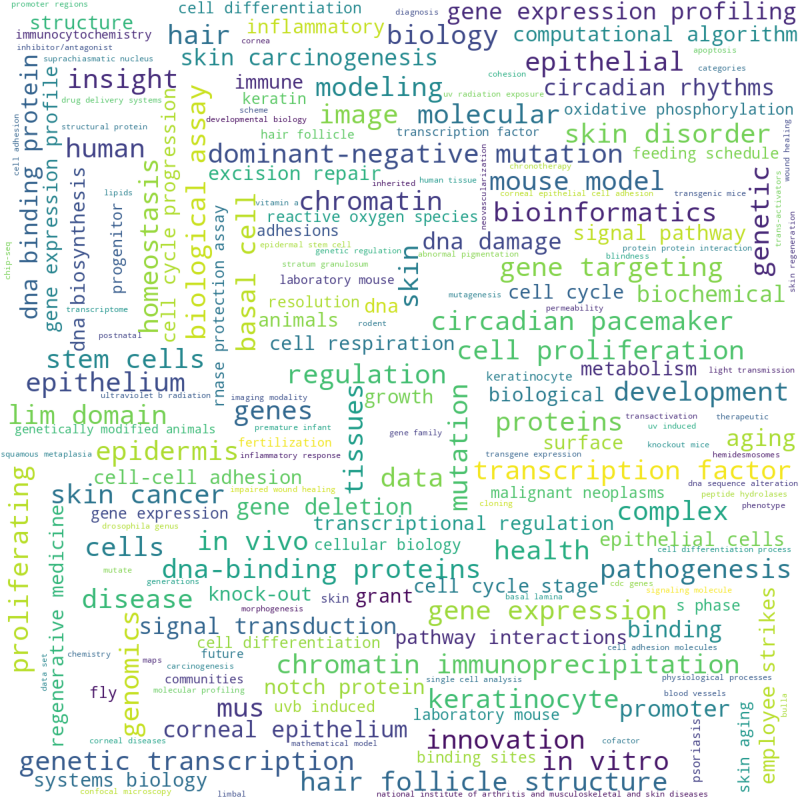 promoter regions
cell differentiation
diagnosis
gene expression profiling
structure
hair
inflammatory
biology
computational algorithm
immunocytochemistry
cornea
inhibitor/antagonist
skin carcinogenesis
epithelial
apoptosis
suprachiasmatic nucleus
insight
immune
modeling
cohesion
categories
circadian rhythms
uv radiation exposure
drug delivery systems
keratin
scheme
image
molecular
oxidative phosphorylation
developmental biology
structural protein
hair follicle
transcription factor
skin disorder
human
dominant-negative mutation
feeding schedule
excision repair
chronotherapy
corneal epithelial cell adhesion
transgenic mice
lipids
inherited
human tissue
mouse model
vitamin a
chromatin
bioinformatics
reactive oxygen species
adhesions
signal pathway
epidermal stem cell
dna damage
protein protein interaction
genetic regulation
abnormal pigmentation
blindness
stratum granulosum
gene targeting
laboratory mouse
cell cycle
biochemical
mutagenesis
resolution
dna
permeability
transcriptome
postnatal
animals
rodent
circadian pacemaker
cell respiration
cell proliferation
stem cells
metabolism
light transmission
epithelium
regulation
keratinocyte
ultraviolet b radiation
imaging modality
growth
biological
development
premature infant
lim domain
genes
proteins
transactivation
therapeutic
genetically modified animals
gene family
uv induced
surface
aging
fertilization
knockout mice
epidermis
squamous metaplasia
inflammatory response
transgene expression
hemidesmosomes
cell-cell adhesion
data
transcription factor
dna sequence alteration
skin cancer
impaired wound healing
malignant neoplasms
peptide hydrolases
gene expression
gene deletion
cloning
phenotype
complex
drosophila genus
transcriptional regulation
cells
in vivo
cellular biology
health
epithelial cells
cell differentiation process
mutate
dna-binding proteins
pathogenesis
generations
cell cycle stage
cdc genes
disease
knock-out
skin
grant
basal lamina
signaling molecule
morphogenesis
gene expression
s phase
signal transduction
pathway interactions
binding
cell differentiation
cell adhesion molecules
chemistry
future
maps
carcinogenesis
chromatin immunoprecipitation
communities
single cell analysis
physiological processes
fly
molecular profiling
notch protein
blood vessels
uvb induced
keratinocyte
mus
laboratory mouse
promoter
corneal epithelium
corneal diseases
mathematical model
innovation
cofactor
binding sites
genetic transcription
in vitro
systems biology
hair follicle structure
confocal microscopy
limbal
national institute of arthritis and musculoskeletal and skin diseases
cell adhesion
dna binding protein
gene expression profile
dna biosynthesis
progenitor
homeostasis
cell cycle progression
biological assay
rnase protection assay
basal cell
skin
neovascularization
genetic
trans-activators
wound healing
skin regeneration
chip-seq
tissues
mutation
proliferating
regenerative medicine
data set
genomics
psoriasis
skin aging
employee strikes
bulla